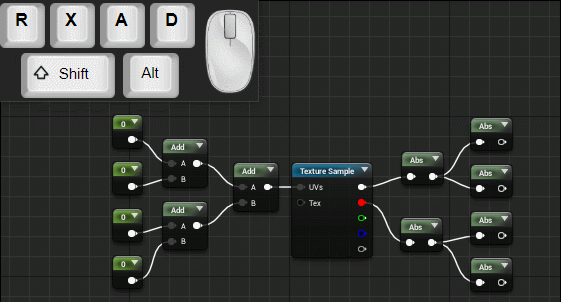 R X A D
Shift Alt
0
Add
A
B
0
Add
A
B
Texture Sample
UVs
Tex
Abs
Abs
Abs
0
Add
A
B
0
Abs
Abs
Abs